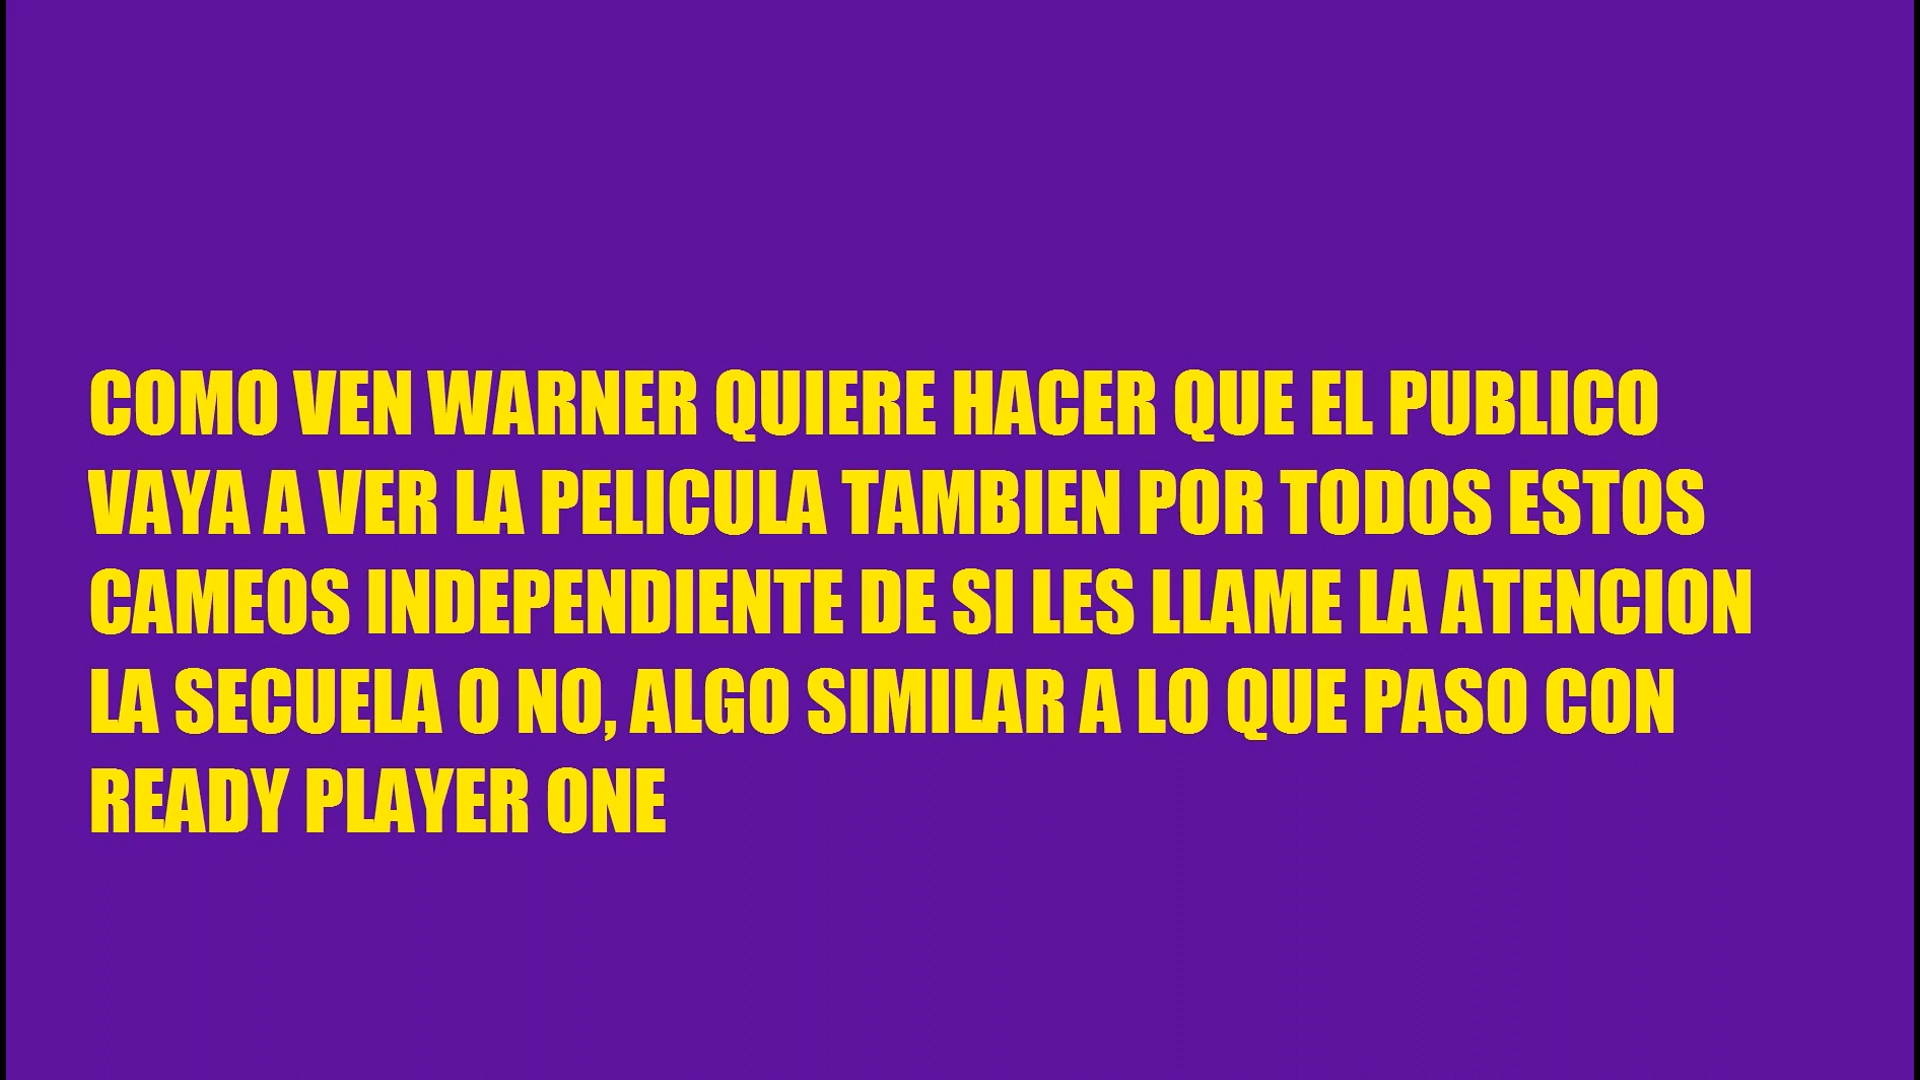 COMO VEN WARNER QUIERE HACER QUE EL PUBLICO
VAYA A VER LA PELICULA TAMBIEN POR TODOS ESTOS
CAMEOS INDEPENDIENTE DE SI LES LLAME LA ATENCION
LA SECUELA O NO, ALGO SIMILAR A LO QUE PASO CON
READY PLAYER ONE